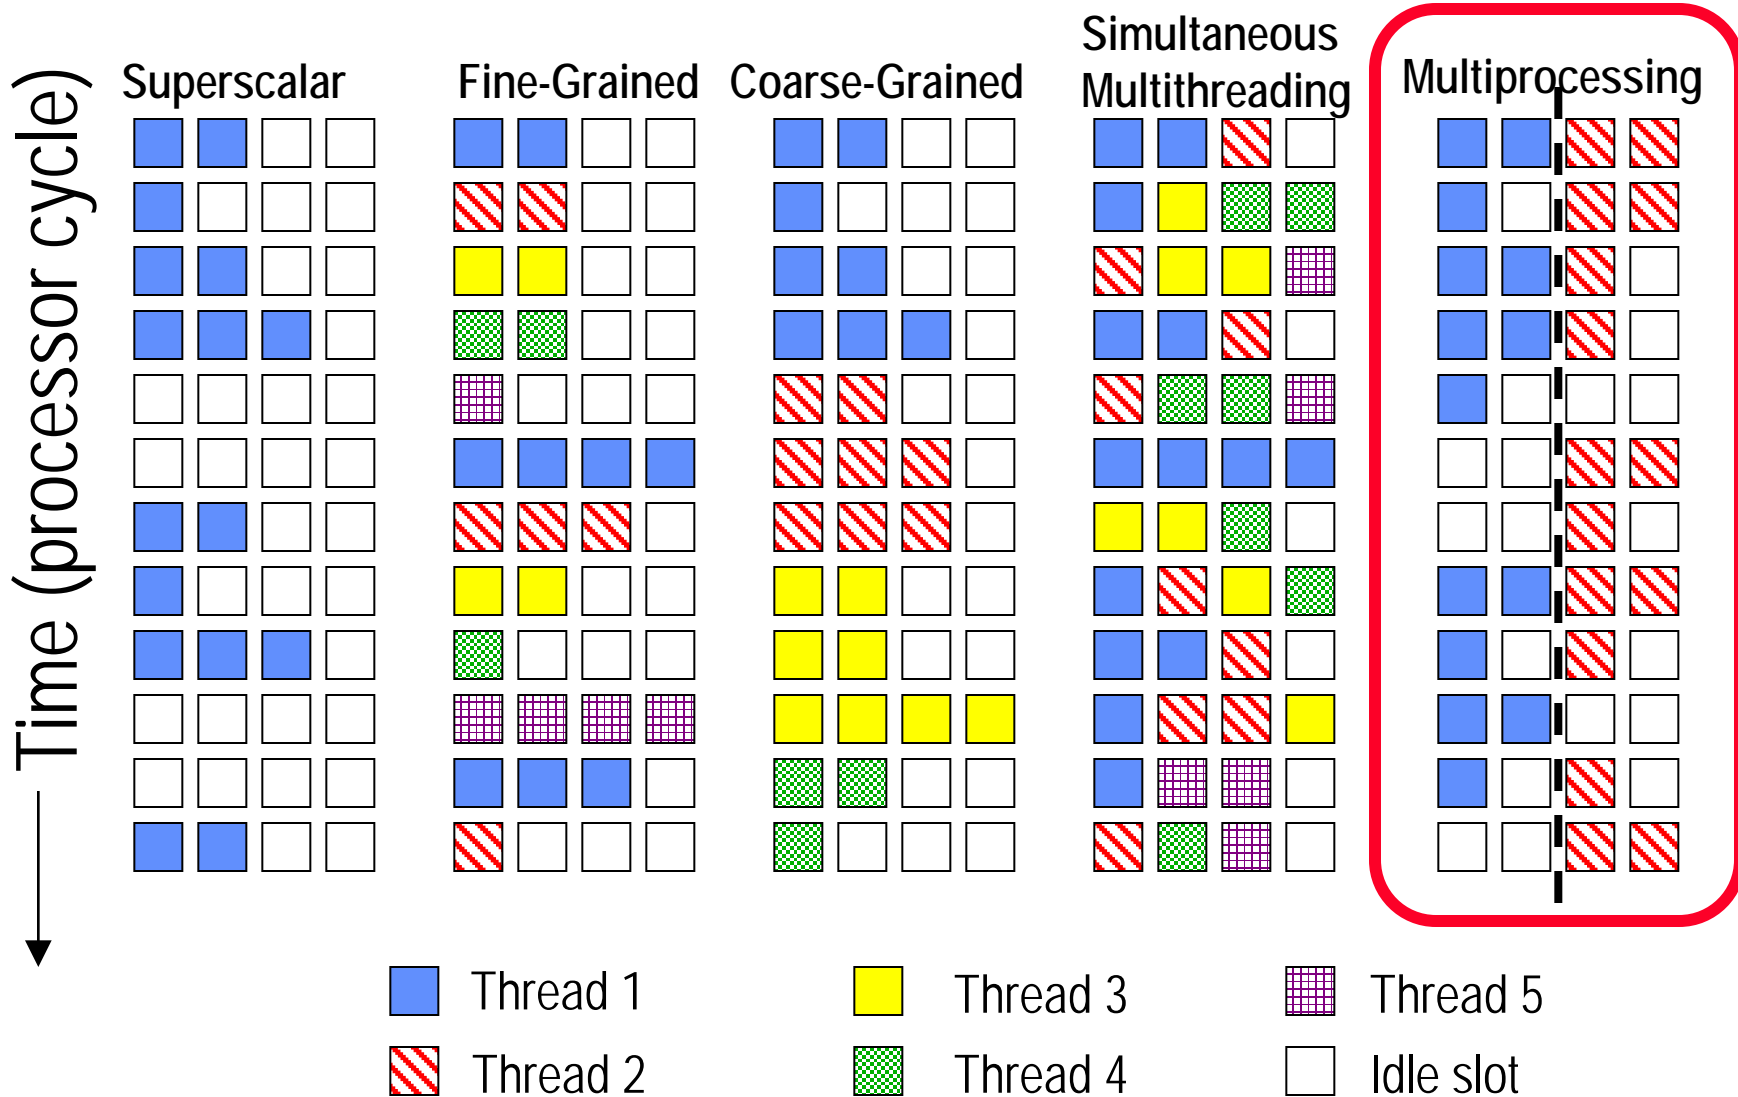 Time (processor cycle)
Superscalar
Fine-Grained
Coarse-Grained
Simultaneous
Multithreading
Multiprocessing
Thread 1
Thread 3
Thread 5
Thread 2
Thread 4
Idle slot